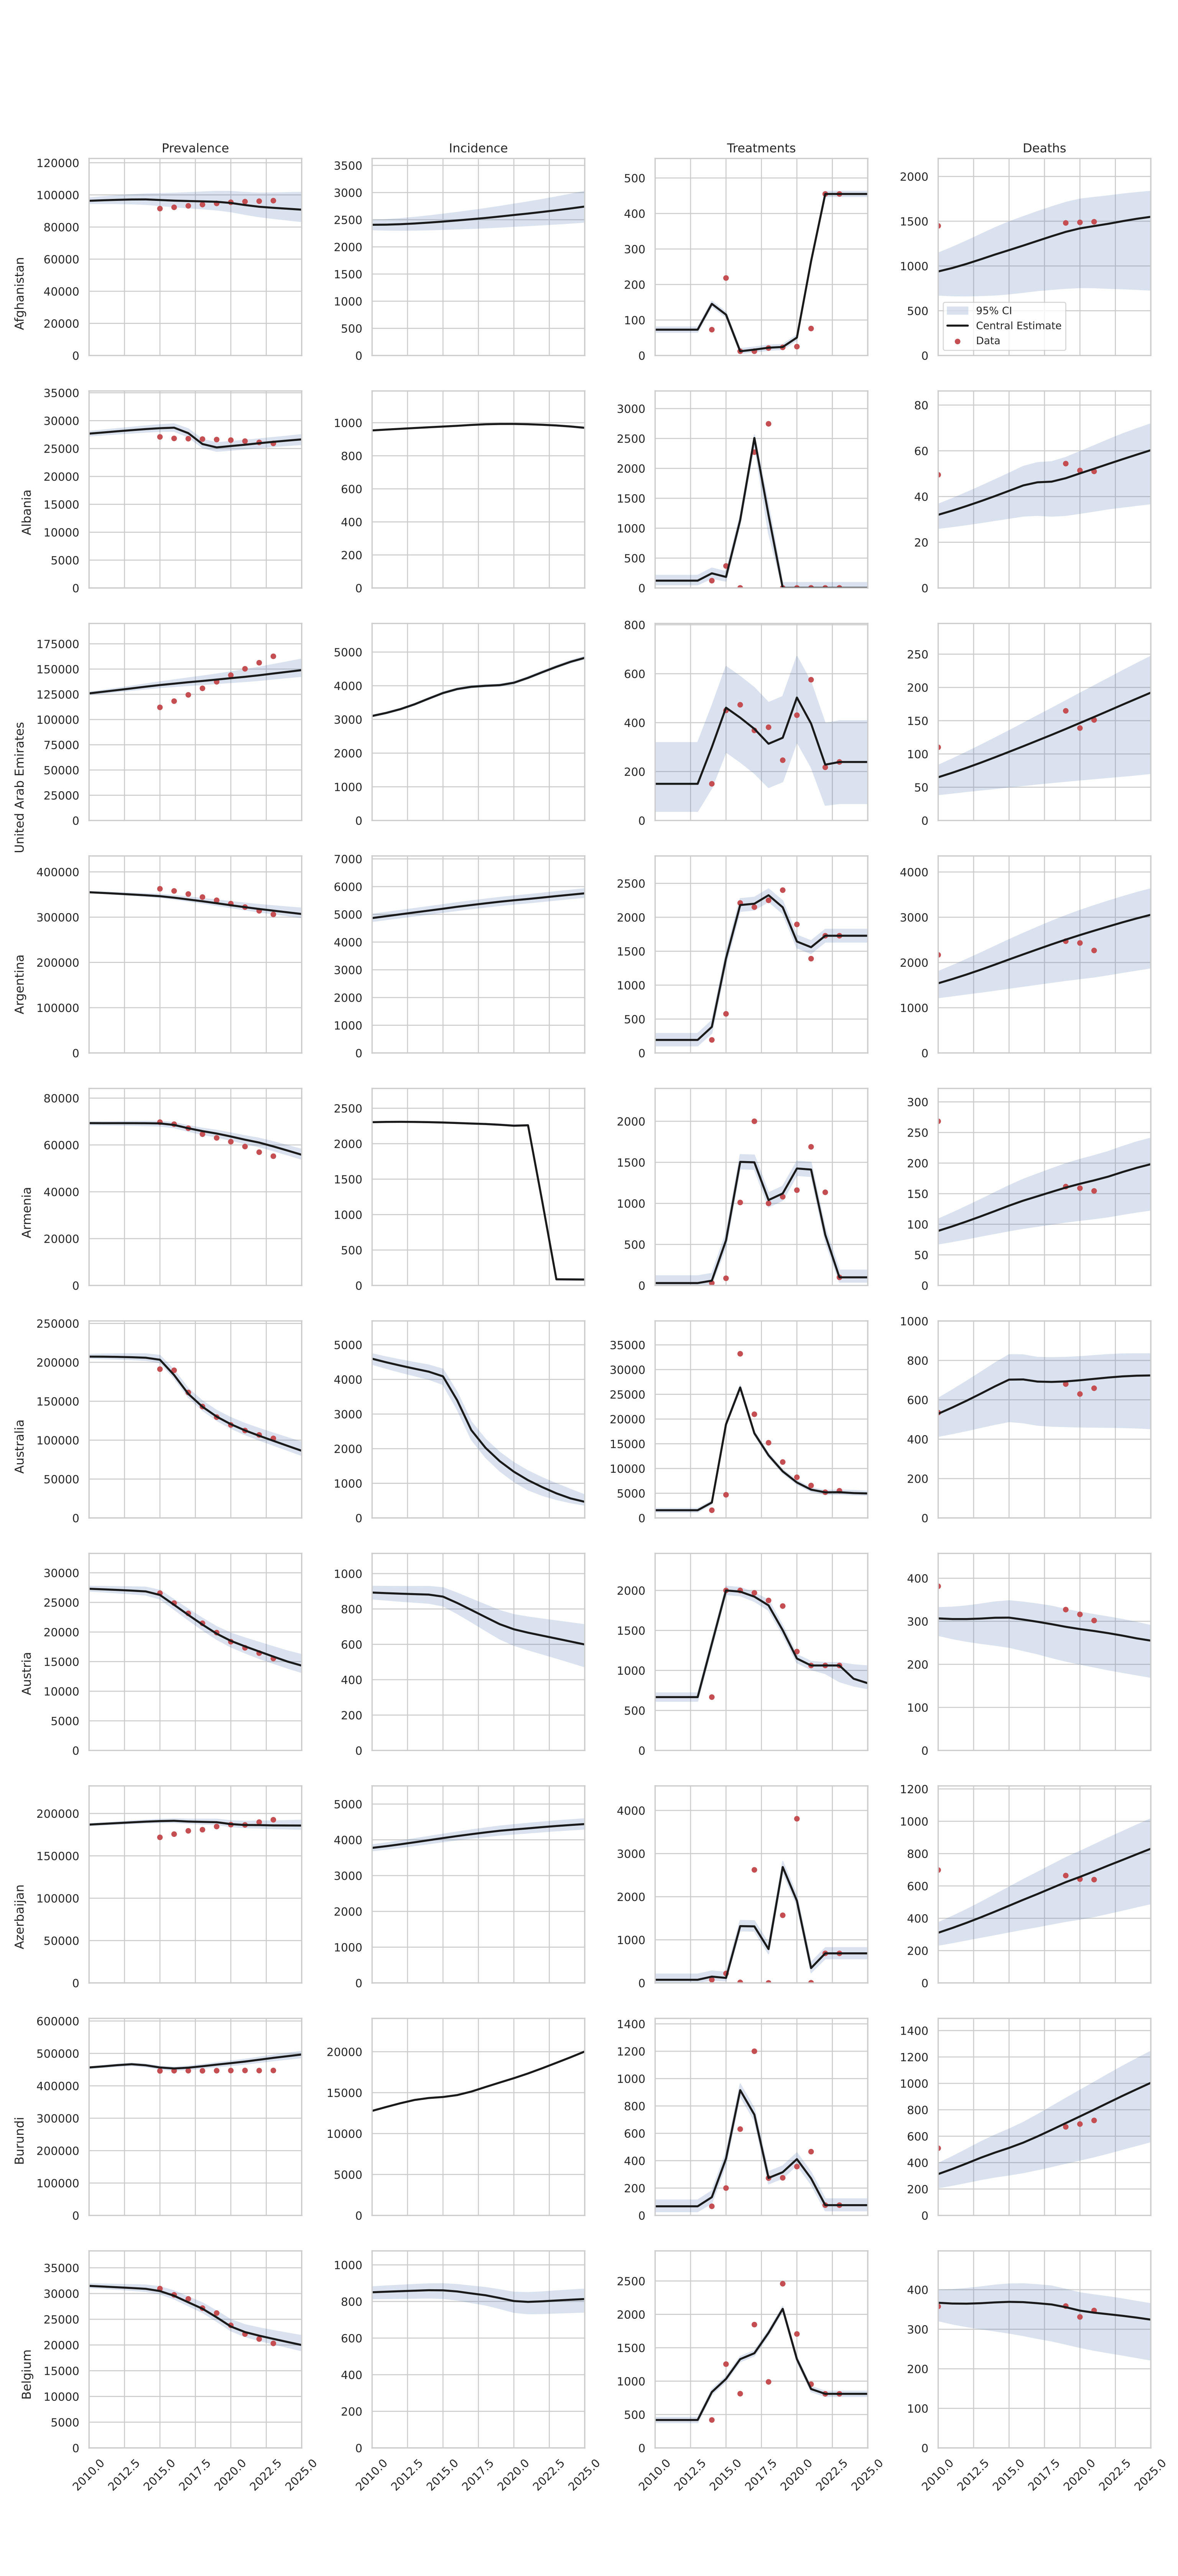 Prevalence Incidence Treatments Deaths
Afghanistan
120000 100000 80000 60000 40000 20000 0
3500 3000 2500 2000 1500 1000 500 0
500 400 300 200 100 0
2000 1500 1000 500 0
95% CI
Central Estimate
Data
Albania
35000 30000 25000 20000 15000 10000 5000 0
1000 800 600 400 200 0
3000 2500 2000 1500 1000 500 0
80 60 40 20 0
United Arab Emirates
175000 150000 125000 100000 75000 50000 25000 0
5000 4000 3000 2000 1000 0
800 600 400 200 0
250 200 150 100 50 0
Argentina
400000 300000 200000 100000 0
7000 6000 5000 4000 3000 2000 1000 0
2500 2000 1500 1000 500 0
4000 3000 2000 1000 0
Armenia
80000 60000 40000 20000 0
2500 2000 1500 1000 500 0
2000 1500 1000 500 0
300 250 200 150 100 50 0
Australia
250000 200000 150000 100000 50000 0
5000 4000 3000 2000 1000 0
35000 30000 25000 20000 15000 10000 5000 0
1000 800 600 400 200 0
Austria
30000 25000 20000 15000 10000 5000 0
1000 800 600 400 200 0
2000 1500 1000 500 0
400 300 200 100 0
Azerbaijan
200000 150000 100000 50000 0
5000 4000 3000 2000 1000 0
4000 3000 2000 1000 0
1200 1000 800 600 400 200 0
Burundi
600000 500000 400000 300000 200000 100000 0
20000 15000 10000 5000 0
1400 1200 1000 800 600 400 200 0
1400 1200 1000 800 600 400 200 0
Belgium
35000 30000 25000 20000 15000 10000 5000 0
1000 800 600 400 200 0
2500 2000 1500 1000 500 0
400 300 200 100 0
2010.0 2012.5 2015.0 2017.5 2020.0 2022.5 2025.0
2010.0 2012.5 2015.0 2017.5 2020.0 2022.5 2025.0
2010.0 2012.5 2015.0 2017.5 2020.0 2022.5 2025.0
2010.0 2012.5 2015.0 2017.5 2020.0 2022.5 2025.0